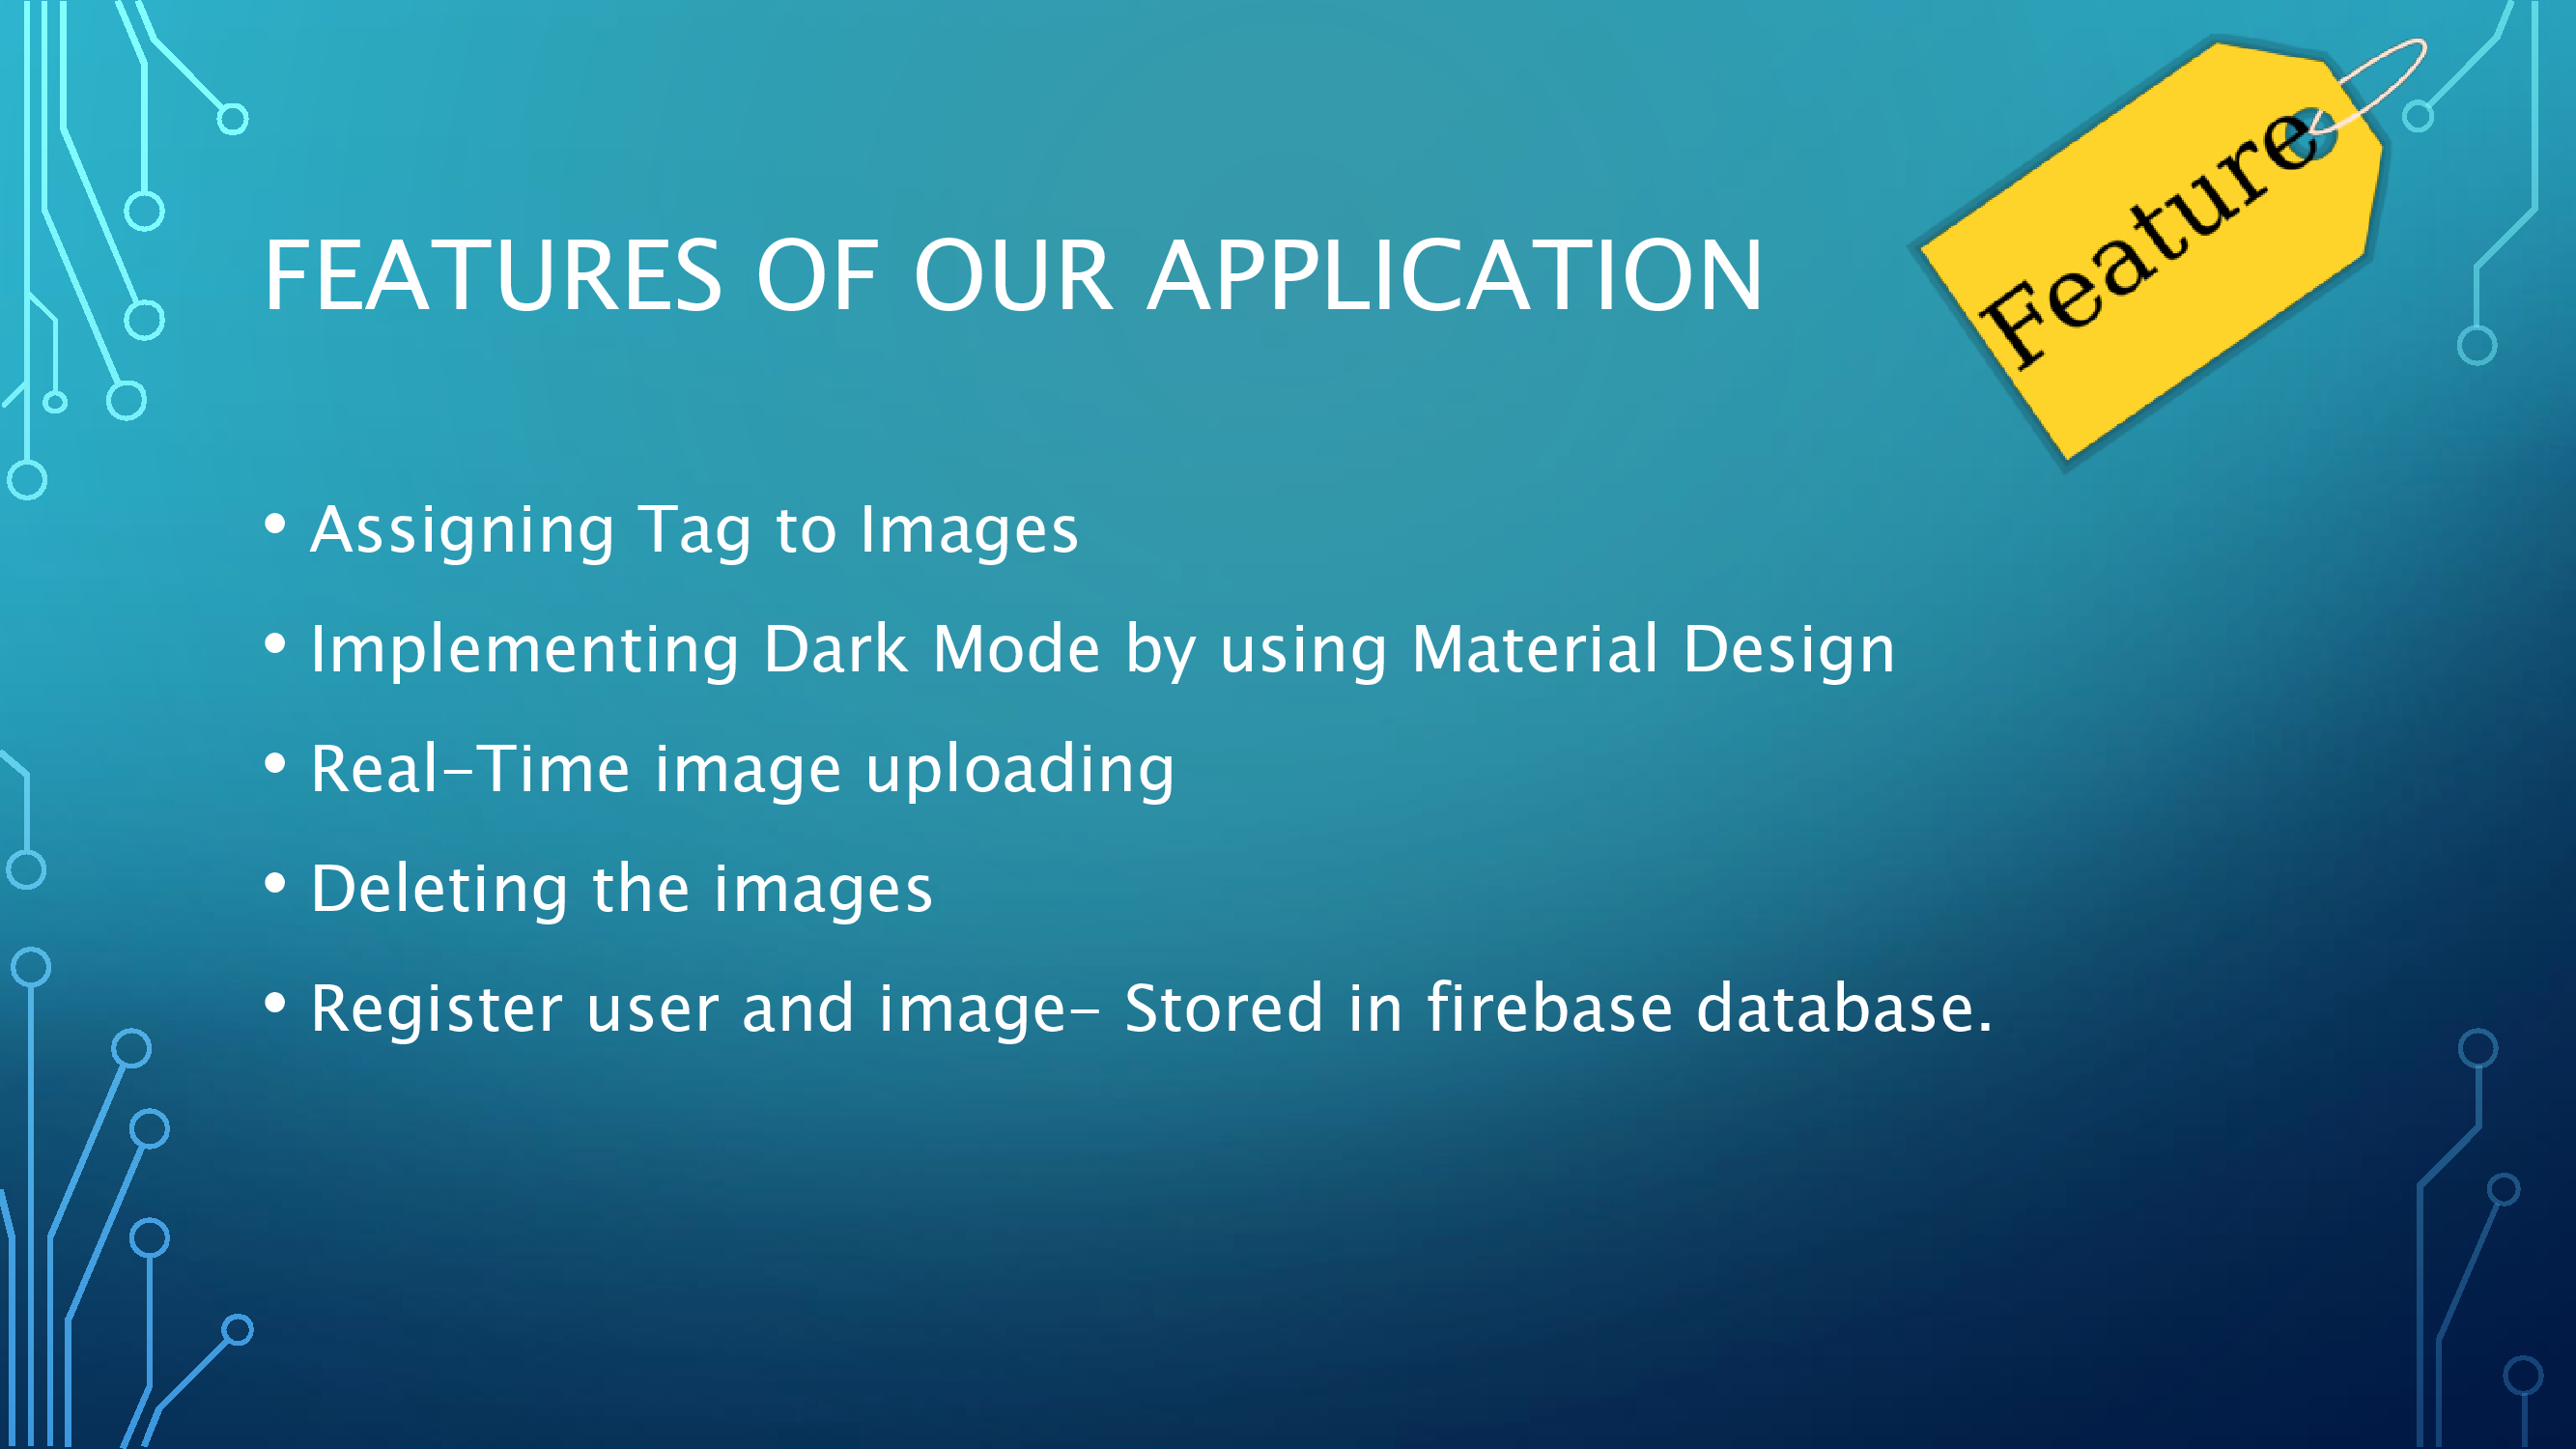 FEATURES OF OUR APPLICATION
Feature
• Assigning Tag to Images
• Implementing Dark Mode by using Material Design
• Real-Time image uploading
• Deleting the images
• Register user and image- Stored in firebase database.